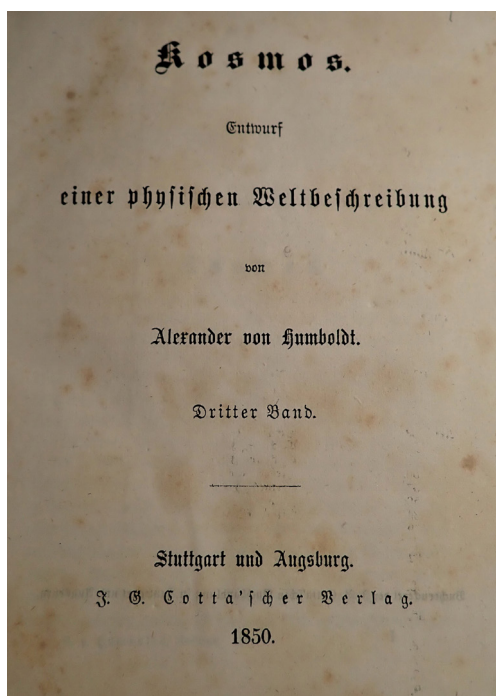 Kosmos.
Entwurf
einer physischen Weltbeschreibung
von
Alexander von Humboldt.
Dritter Band.
Stuttgart und Augsburg.
J. G. Cotta'scher Verlag.
1850.